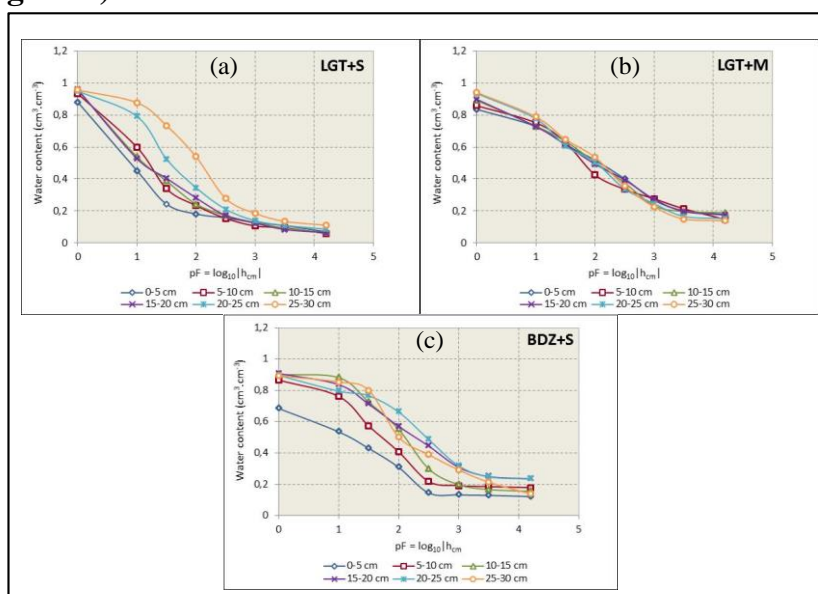 (a) LGT+S
Water content (cm³.cm⁻³)
1,2
1
0,8
0,6
0,4
0,2
0
0 1 2 3 4 5
pF = log₁₀|h_cm|
0-5 cm 5-10 cm 10-15 cm
15-20 cm 20-25 cm 25-30 cm
(b) LGT+M
Water content (cm³.cm⁻³)
1,2
1
0,8
0,6
0,4
0,2
0
0 1 2 3 4 5
pF = log₁₀|h_cm|
0-5 cm 5-10 cm 10-15 cm
15-20 cm 20-25 cm 25-30 cm
(c) BDZ+S
Water content (cm³.cm⁻³)
1,2
1
0,8
0,6
0,4
0,2
0
0 1 2 3 4 5
pF = log₁₀|h_cm|
0-5 cm 5-10 cm 10-15 cm
15-20 cm 20-25 cm 25-30 cm